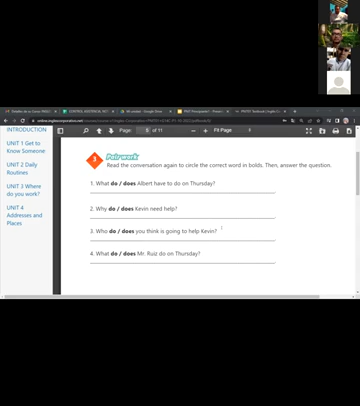 INTRODUCTION
UNIT 1 Get to
Know Someone
UNIT 2 Daily
Routines
UNIT 3 Where
do you work?
UNIT 4
Addresses and
Places
Page: 8 of 11
Fit Page
3 Pairwork
Read the conversation again to circle the correct word in bolds. Then, answer the question.
1. What do / does Albert have to do on Thursday?
2. Why do / does Kevin need help?
3. Who do / does you think is going to help Kevin?
4. What do / does Mr. Ruiz do on Thursday?